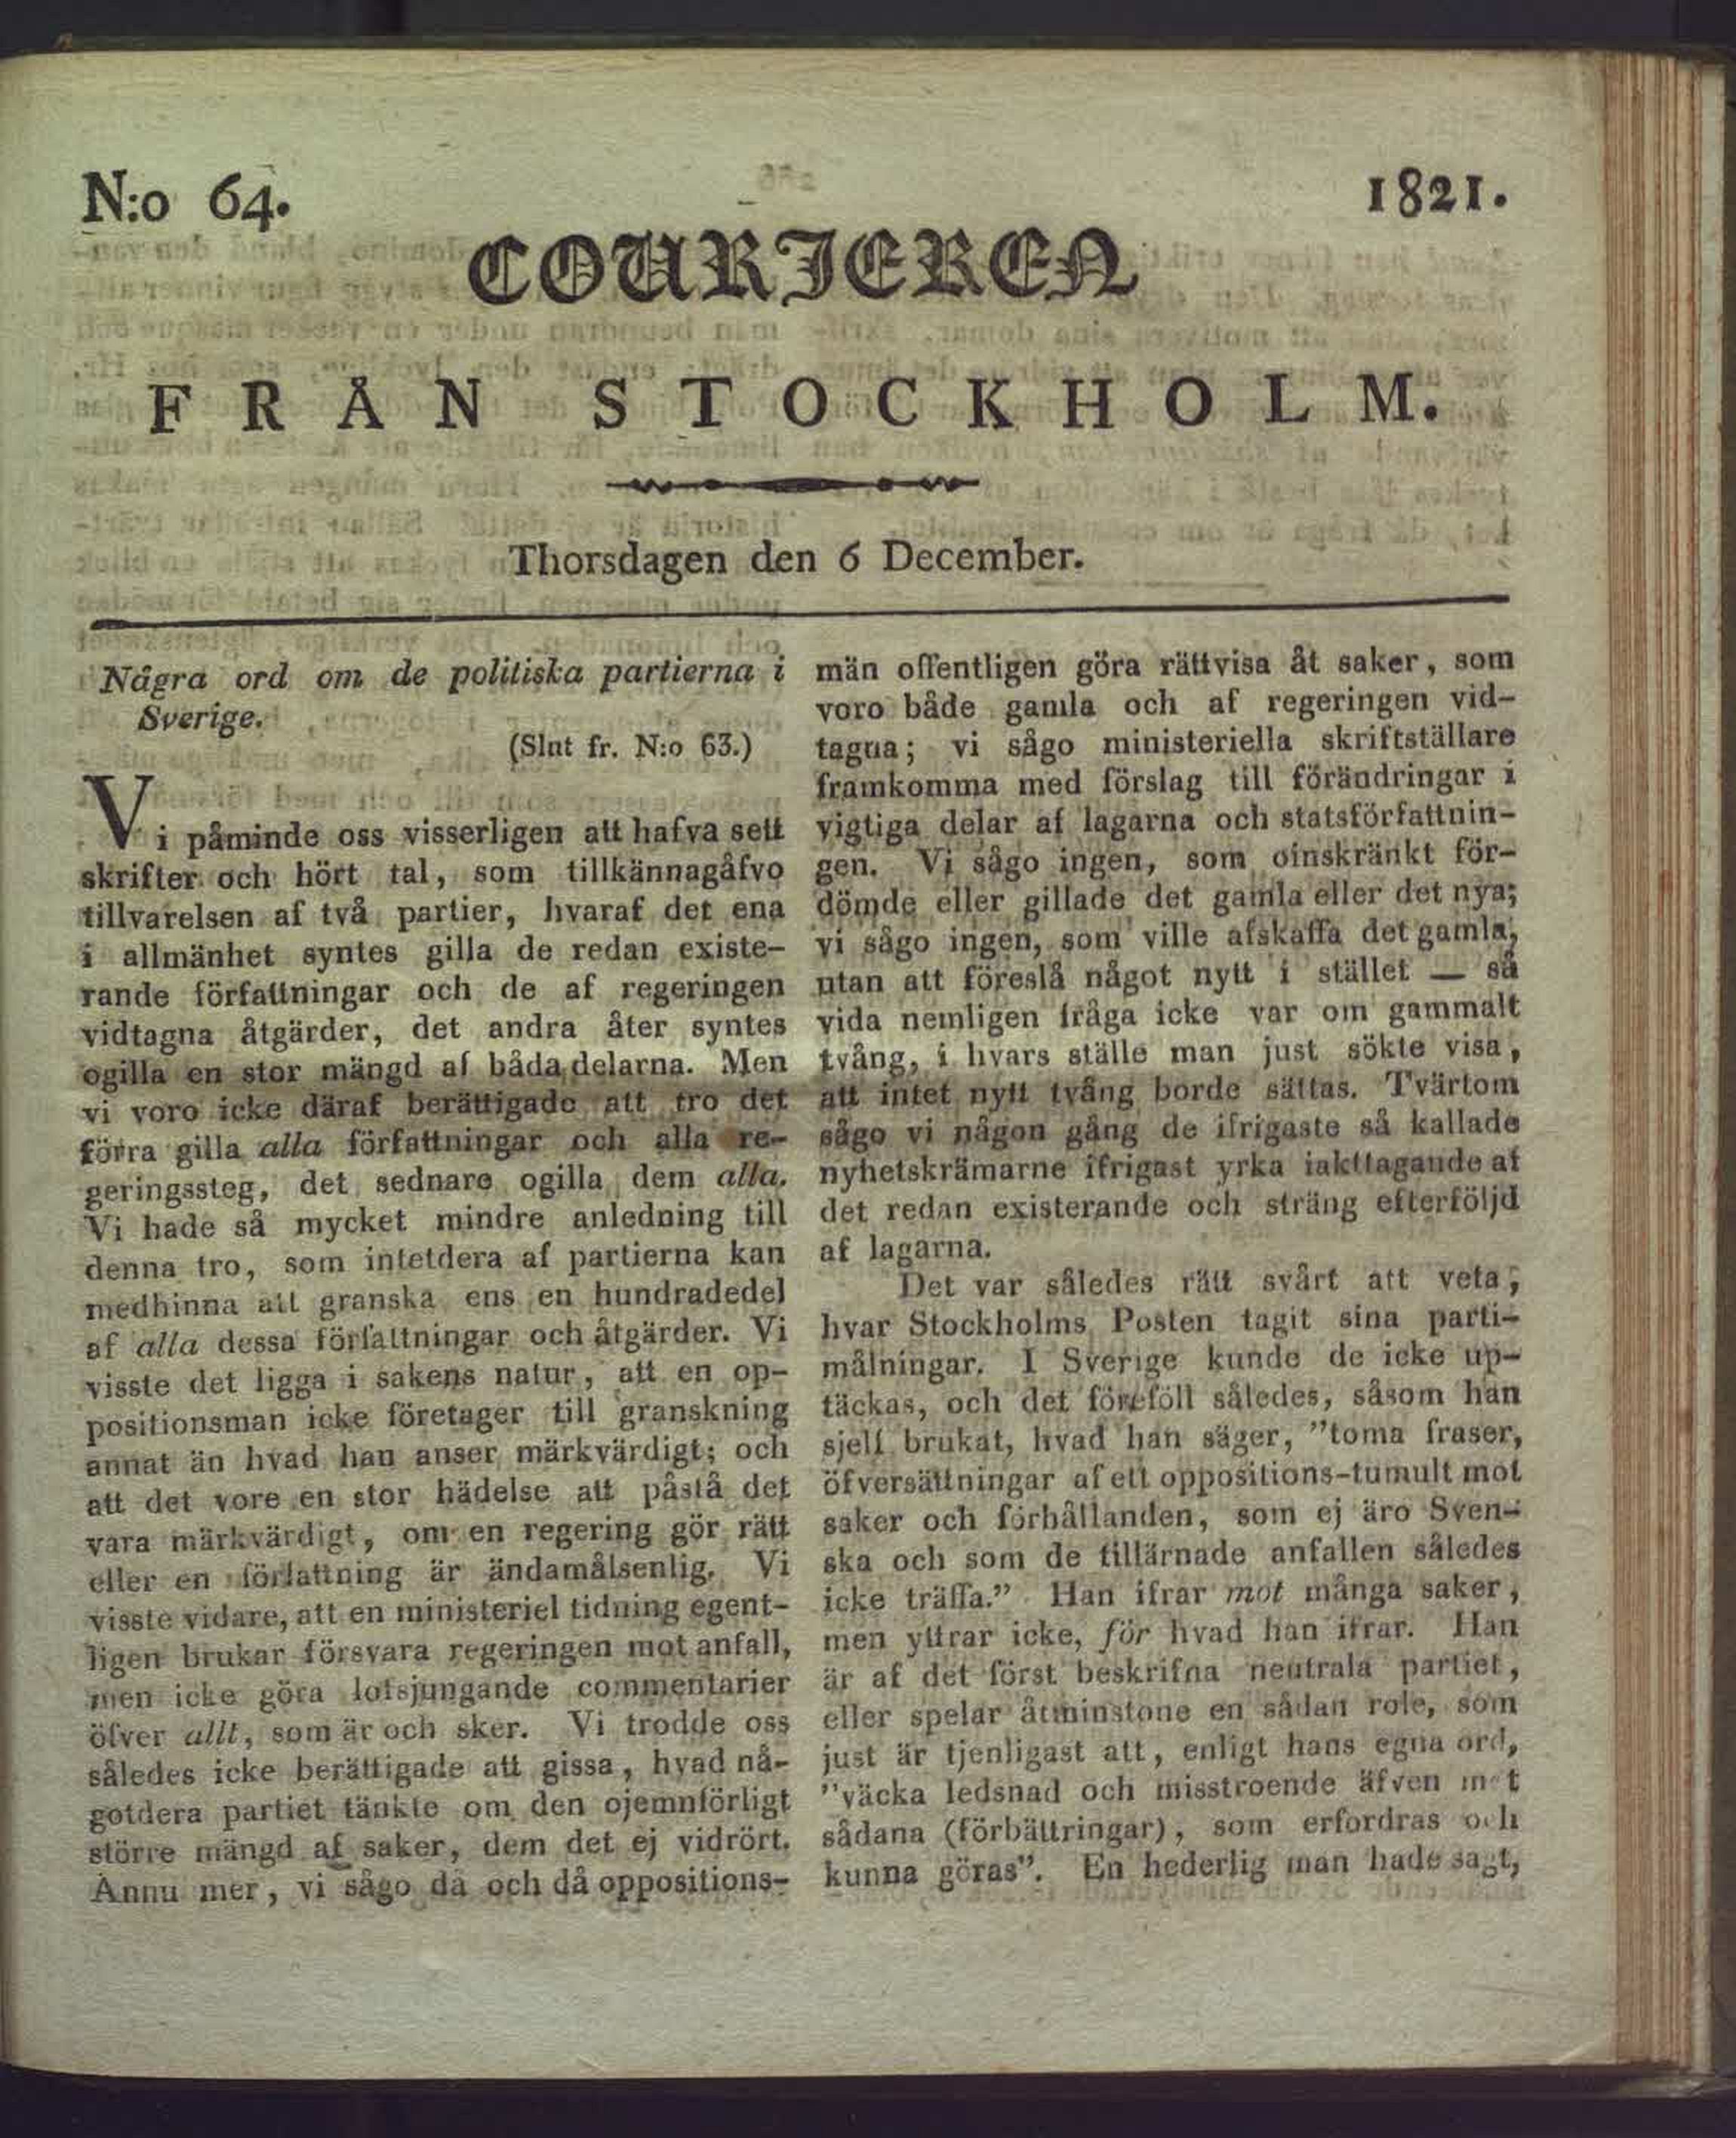 N:o 64.
1821.
COURIEREN
FRÅN STOCKHOLM.
Thorsdagen den 6 December.
Några ord om de politiska partierna i
Sverige.
(Slut fr. N:o 63.)
Vi påminde oss visserligen att hafva sett
skrifter och hört tal, som tillkännagåfvo
tillvarelsen af två partier, hvaraf det ena
i allmänhet syntes gilla de redan existe-
rande författningar och de af regeringen
vidtagna åtgärder, det andra åter syntes
ogilla en stor mängd af båda delarna. Men
vi voro icke däraf berättigade att tro det
förra gilla alla författningar och alla re-
geringssteg, det sednare ogilla dem alla.
Vi hade så mycket mindre anledning till
denna tro, som intetdera af partierna kan
medhinna att granska ens en hundradedel
af alla dessa författningar och åtgärder. Vi
visste det ligga i sakens natur, att en op-
positionsman icke företager till granskning
annat än hvad han anser märkvärdigt; och
att det vore en stor hädelse att påstå det
vara märkvärdigt, om en regering gör rätt
eller en författning är ändamålsenlig. Vi
visste vidare, att en ministeriel tidning egent-
ligen brukar försvara regeringen mot anfall,
men icke göra lofsjungande commentarier
öfver allt, som är och sker. Vi trodde oss
således icke berättigade att gissa, hvad nå-
gotdera partiet tänkte om den ojemnförligt
större mängd af saker, dem det ej vidrört.
Ännu mer, vi sågo då och då oppositions-
män offentligen göra rättvisa åt saker, som
voro både gamla och af regeringen vid-
tagna; vi sågo ministeriella skriftställare
framkomma med förslag till förändringar i
vigtiga delar af lagarna och statsförfattnin-
gen. Vi sågo ingen, som oinskränkt för-
dömde eller gillade det gamla eller det nya;
vi sågo ingen, som ville afskaffa det gamla,
utan att föreslå något nytt i stället — så
vida nemligen fråga icke var om gammalt
tvång, i hvars ställe man just sökte visa,
att intet nytt tvång borde sättas. Tvärtom
sågo vi någon gång de ifrigaste så kallade
nyhetskrämarne ifrigast yrka iakttagande af
det redan existerande och sträng efterföljd
af lagarna.
Det var således rätt svårt att veta,
hvar Stockholms Posten tagit sina parti-
målningar. I Sverige kunde de icke up-
täckas, och det föreföll således, såsom han
sjelf brukat, hvad han säger, "toma fraser,
öfversättningar af ett oppositions-tumult mot
saker och förhållanden, som ej äro Sven-
ska och som de tillärnade anfallen således
icke träffa." Han ifrar mot många saker,
men yttrar icke, för hvad han ifrar. Han
är af det först beskrifna neutrala partiet,
eller spelar åtminstone en sådan role, som
just är tjenligast att, enligt hans egna ord,
"väcka ledsnad och misstroende äfven mot
sådana (förbättringar), som erfordras och
kunna göras". En hederlig man hade sagt,